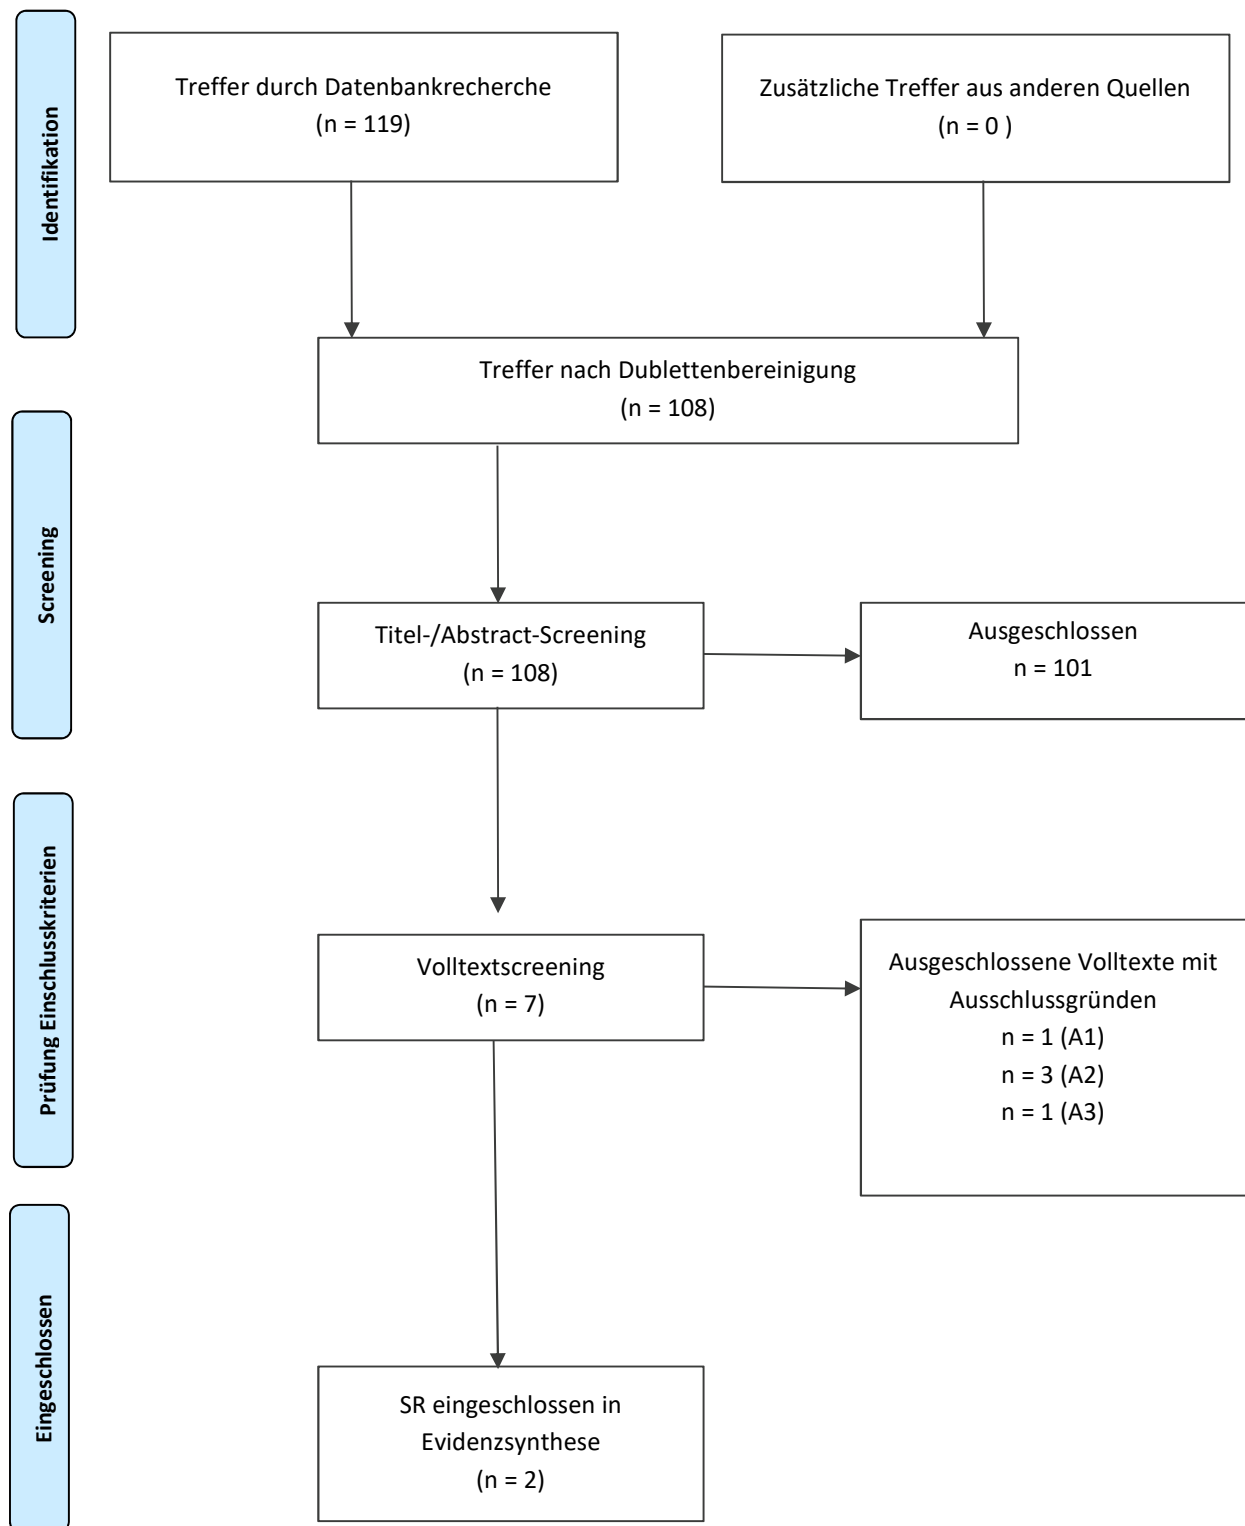 Identifikation
Treffer durch Datenbankrecherche
(n = 119)
Zusätzliche Treffer aus anderen Quellen
(n = 0 )
Treffer nach Dublettenbereinigung
(n = 108)
Screening
Titel-/Abstract-Screening
(n = 108)
Ausgeschlossen
n = 101
Prüfung Einschlusskriterien
Volltextscreening
(n = 7)
Ausgeschlossene Volltexte mit
Ausschlussgründen
n = 1 (A1)
n = 3 (A2)
n = 1 (A3)
Eingeschlossen
SR eingeschlossen in
Evidenzsynthese
(n = 2)